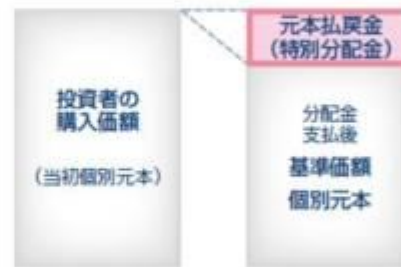 投資者の
購入価額
(当初個別元本)
元本払戻金
(特別分配金)
分配金
支払後
基準価額
個別元本